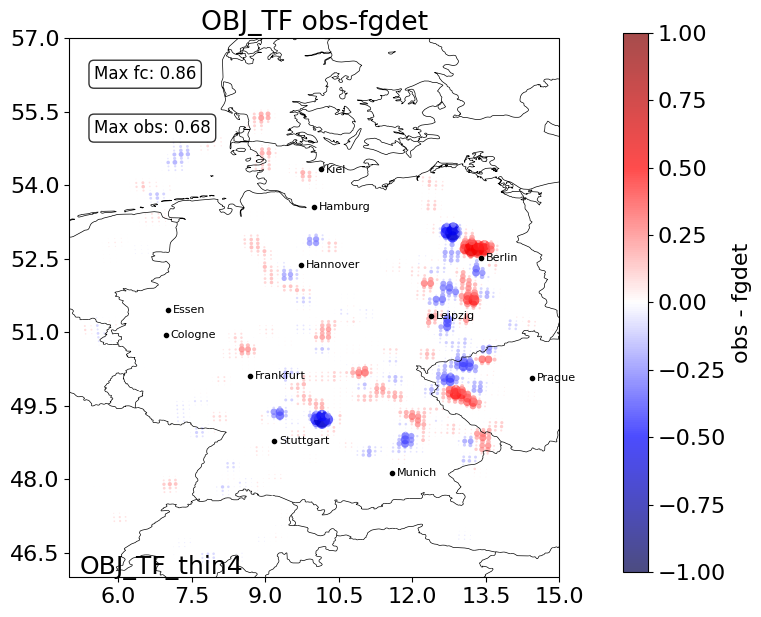 OBJ_TF obs-fgdet
57.0
55.5
54.0
52.5
51.0
49.5
48.0
46.5
Max fc: 0.86
Max obs: 0.68
Kiel
Hamburg
Berlin
Hannover
Essen
Leipzig
Cologne
Frankfurt
Prague
Stuttgart
Munich
OBJ_TF_thin4
6.0 7.5 9.0 10.5 12.0 13.5 15.0
1.00
0.75
0.50
0.25
0.00
−0.25
−0.50
−0.75
−1.00
obs - fgdet